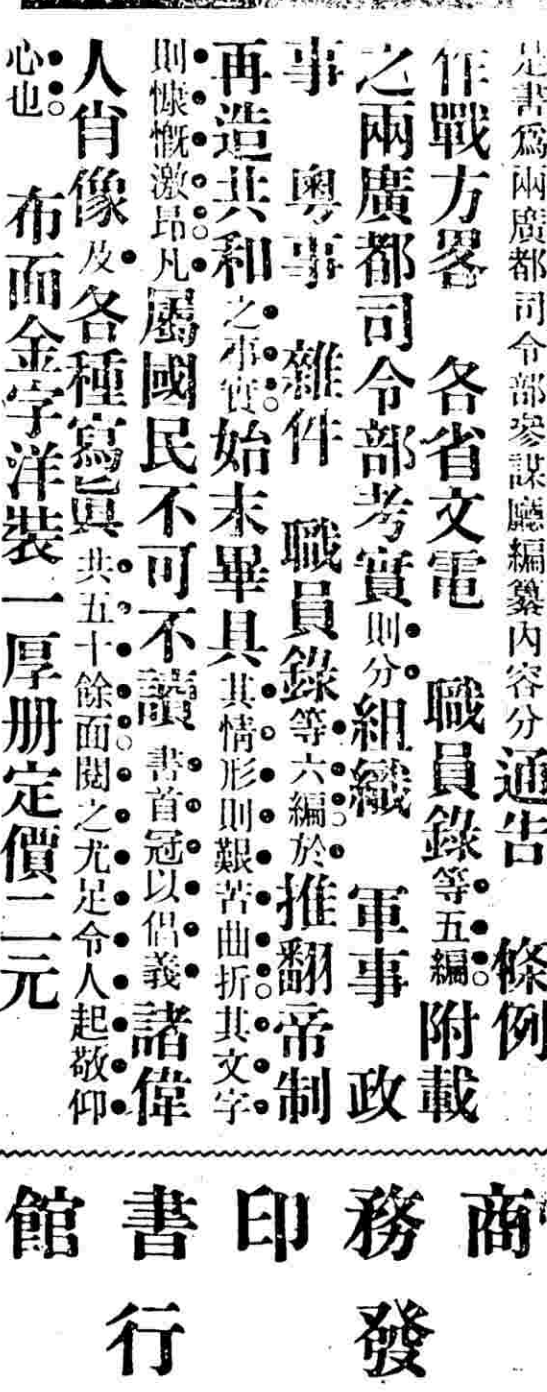 是書爲兩廣都司令部參謀廳編纂內容分通告　條例
作戰方畧　各省文電　職員錄等五編附載
之兩廣都司令部考實則分組織　軍事　政
事　粵事　雜件　職員錄等六編於推翻帝制
再造共和之事實始末畢具其情形則艱苦曲折其文字
則慷慨激昂凡屬國民不可不讀書首冠以倡義諸偉
人肖像及各種寫眞共五十餘面閱之尤足令人起敬仰
心也　布面金字洋裝一厚册定價二元
商務印書館
發行